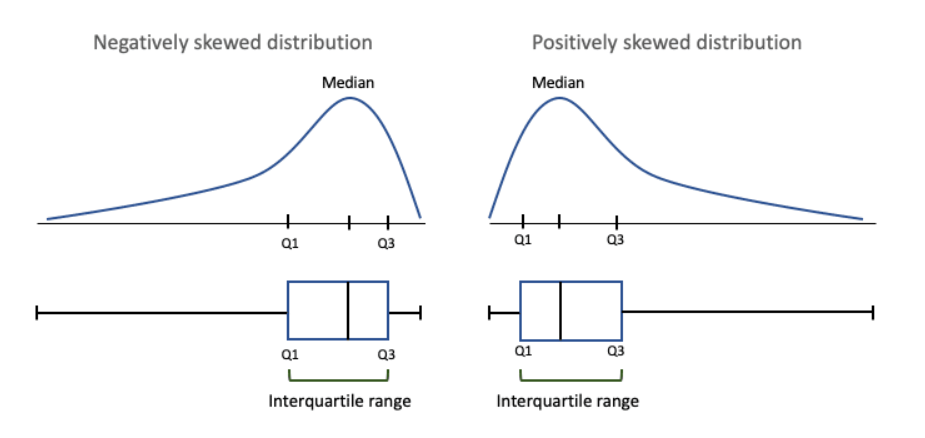 Negatively skewed distribution
Positively skewed distribution
Median
Median
Q1
Q3
Q1
Q3
Q1
Q3
Q1
Q3
Interquartile range
Interquartile range